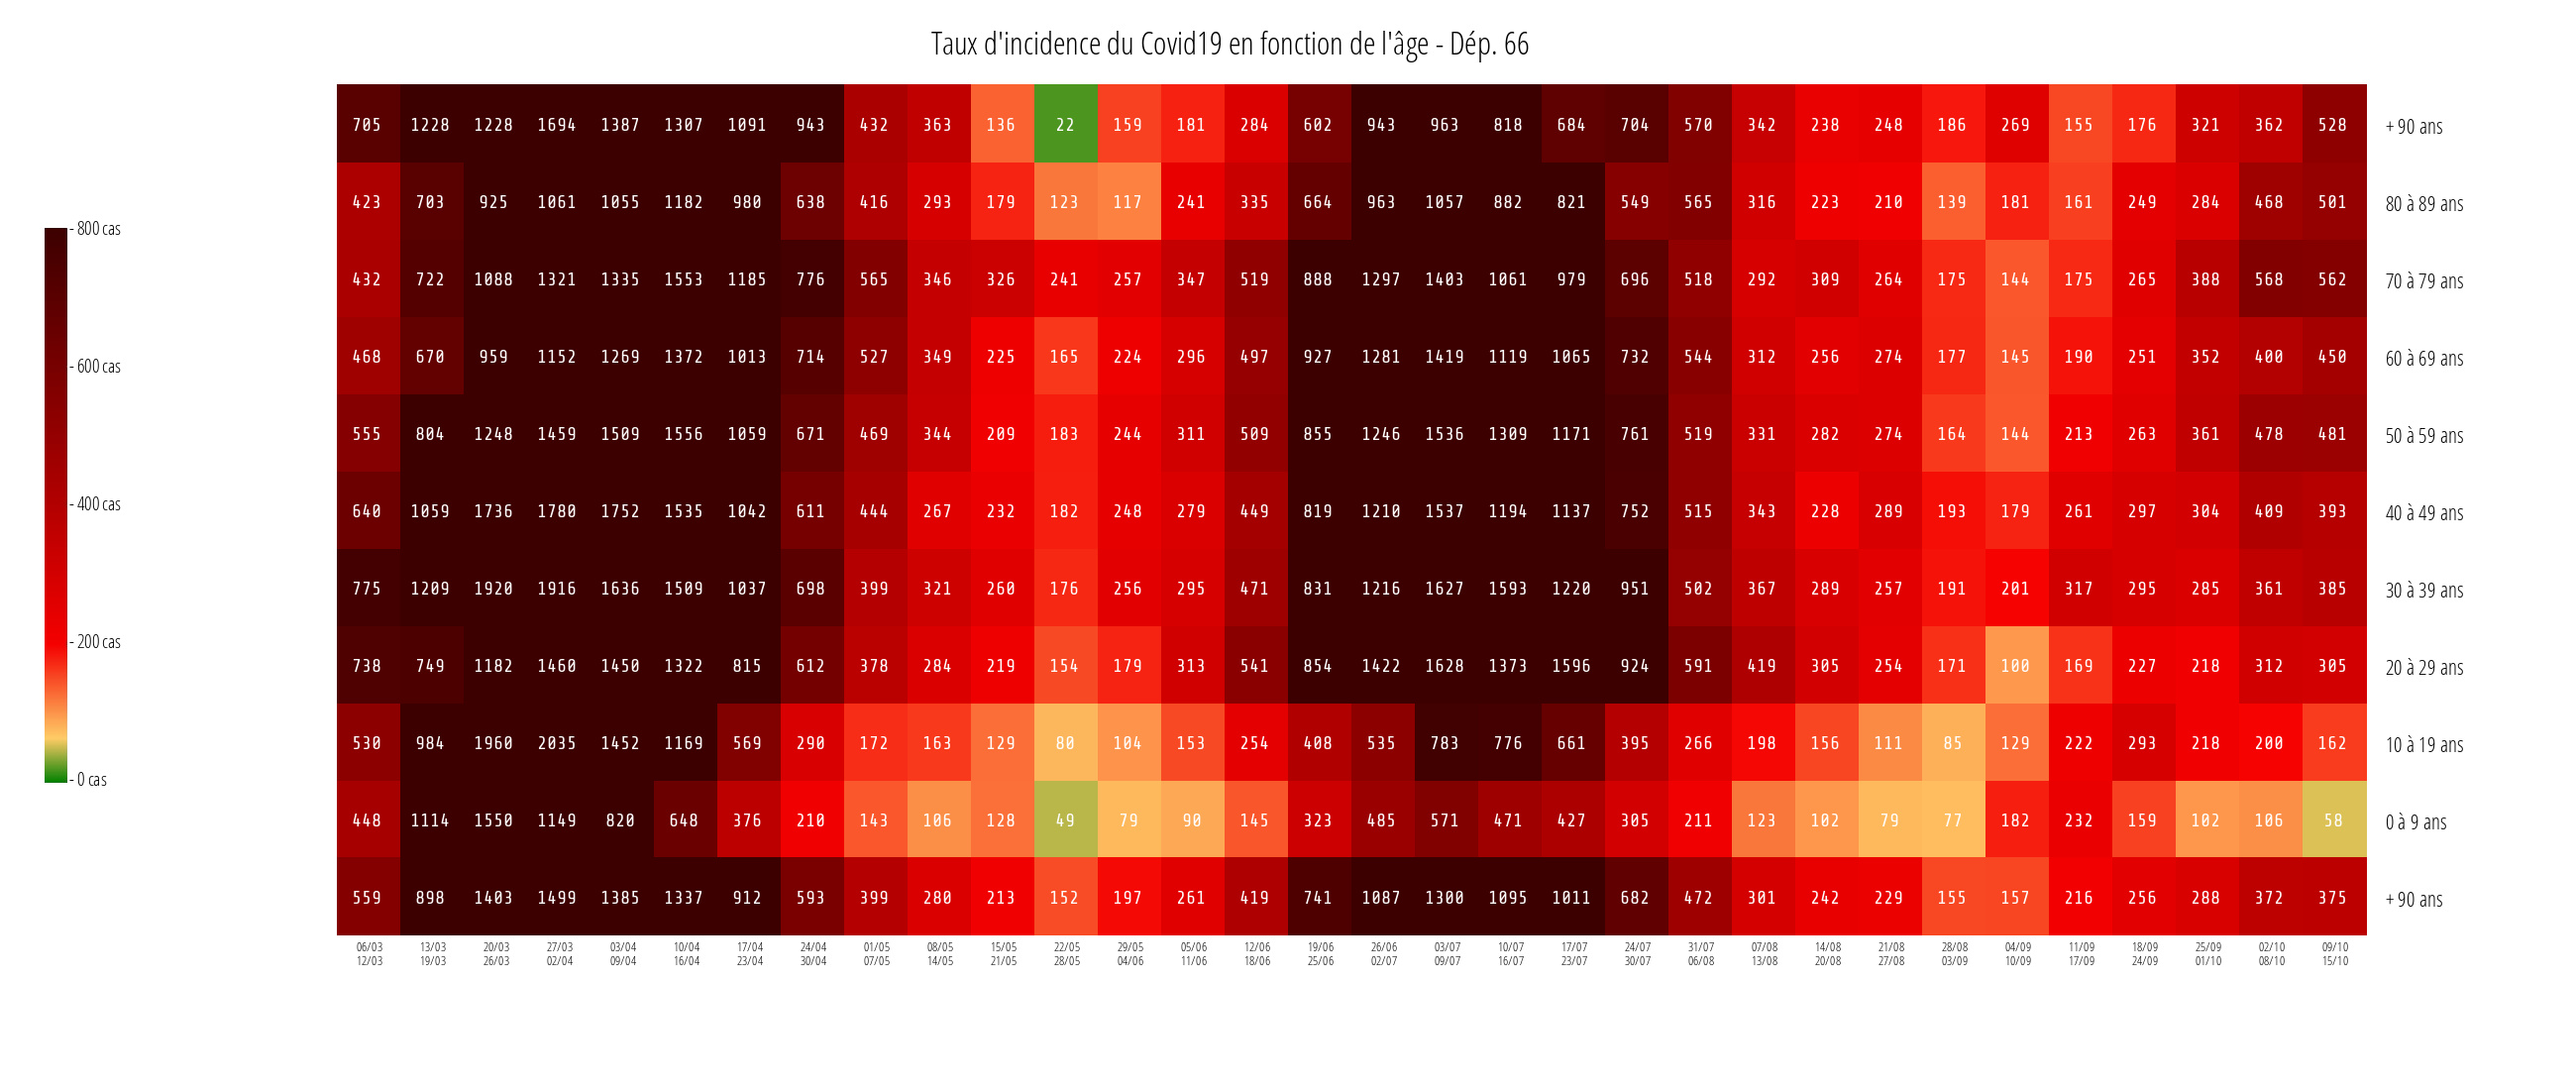 Taux d'incidence du Covid19 en fonction de l'âge - Dép. 66
- 800 cas
- 600 cas
- 400 cas
- 200 cas
- 0 cas
705 1228 1228 1694 1387 1307 1091 943 432 363 136 22 159 181 284 602 943 963 818 684 704 570 342 238 248 186 269 155 176 321 362 528 + 90 ans
423 703 925 1061 1055 1182 980 638 416 293 179 123 117 241 335 664 963 1057 882 821 549 565 316 223 210 139 181 161 249 284 468 501 80 à 89 ans
432 722 1088 1321 1335 1553 1185 776 565 346 326 241 257 347 519 888 1297 1403 1061 979 696 518 292 309 264 175 144 175 265 388 568 562 70 à 79 ans
468 670 959 1152 1269 1372 1013 714 527 349 225 165 224 296 497 927 1281 1419 1119 1065 732 544 312 256 274 177 145 190 251 352 400 450 60 à 69 ans
555 804 1248 1459 1509 1556 1059 671 469 344 209 183 244 311 509 855 1246 1536 1309 1171 761 519 331 282 274 164 144 213 263 361 478 481 50 à 59 ans
640 1059 1736 1780 1752 1535 1042 611 444 267 232 182 248 279 449 819 1210 1537 1194 1137 752 515 343 228 289 193 179 261 297 304 409 393 40 à 49 ans
775 1209 1920 1916 1636 1509 1037 698 399 321 260 176 256 295 471 831 1216 1627 1593 1220 951 502 367 289 257 191 201 317 295 285 361 385 30 à 39 ans
738 749 1182 1460 1450 1322 815 612 378 284 219 154 179 313 541 854 1422 1628 1373 1596 924 591 419 305 254 171 100 169 227 218 312 305 20 à 29 ans
530 984 1960 2035 1452 1169 569 290 172 163 129 80 104 153 254 408 535 783 776 661 395 266 198 156 111 85 129 222 293 218 200 162 10 à 19 ans
448 1114 1550 1149 820 648 376 210 143 106 128 49 79 90 145 323 485 571 471 427 305 211 123 102 79 77 182 232 159 102 106 58 0 à 9 ans
559 898 1403 1499 1385 1337 912 593 399 280 213 152 197 261 419 741 1087 1300 1095 1011 682 472 301 242 229 155 157 216 256 288 372 375 + 90 ans
06/03 13/03 20/03 27/03 03/04 10/04 17/04 24/04 01/05 08/05 15/05 22/05 29/05 05/06 12/06 19/06 26/06 03/07 10/07 17/07 24/07 31/07 07/08 14/08 21/08 28/08 04/09 11/09 18/09 25/09 02/10 09/10
12/03 19/03 26/03 02/04 09/04 16/04 23/04 30/04 07/05 14/05 21/05 28/05 04/06 11/06 18/06 25/06 02/07 09/07 16/07 23/07 30/07 06/08 13/08 20/08 27/08 03/09 10/09 17/09 24/09 01/10 08/10 15/10